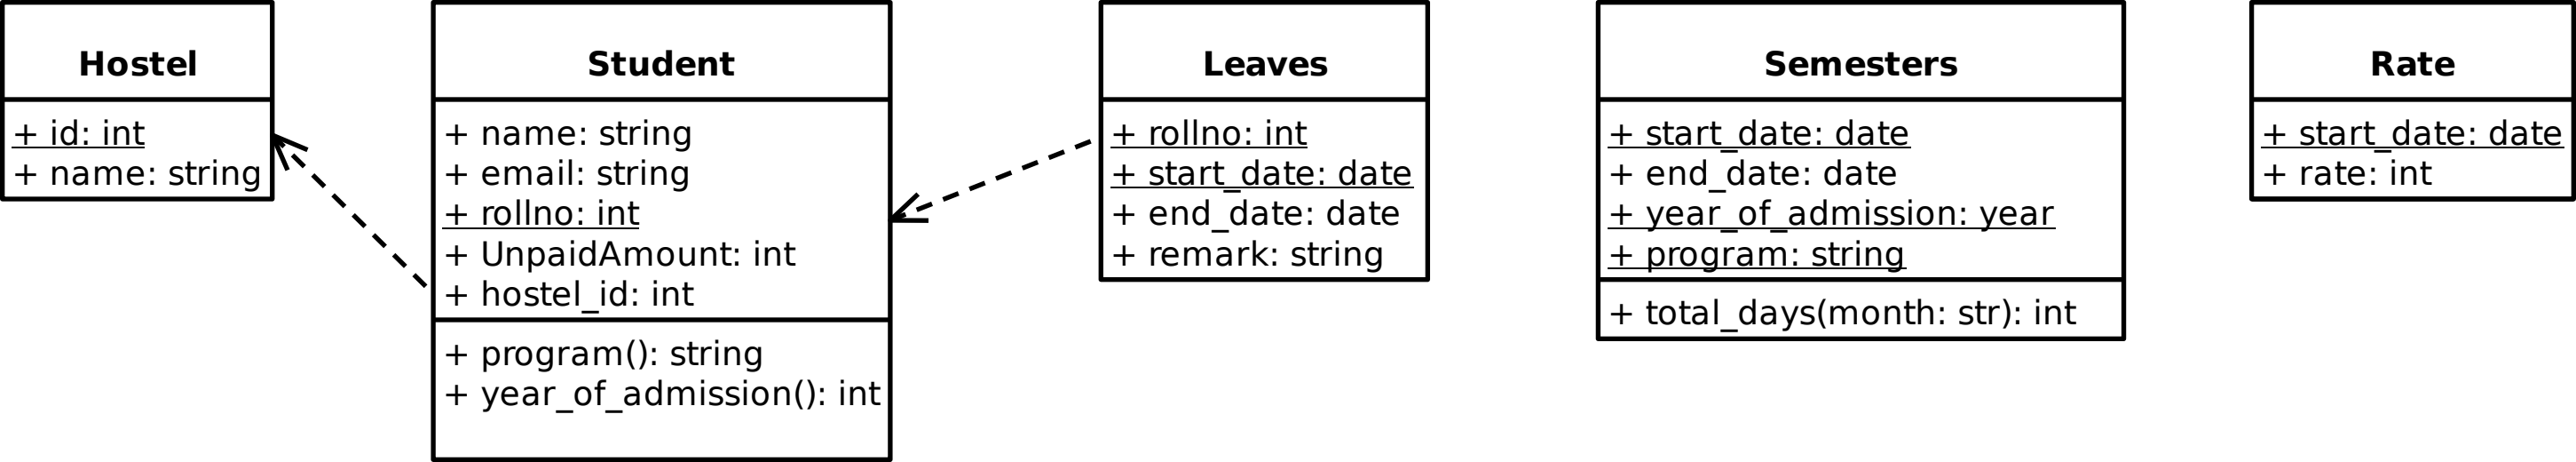 Hostel
+ id: int
+ name: string
Student
+ name: string
+ email: string
+ rollno: int
+ UnpaidAmount: int
+ hostel_id: int
+ program(): string
+ year_of_admission(): int
Leaves
+ rollno: int
+ start_date: date
+ end_date: date
+ remark: string
Semesters
+ start_date: date
+ end_date: date
+ year_of_admission: year
+ program: string
+ total_days(month: str): int
Rate
+ start_date: date
+ rate: int